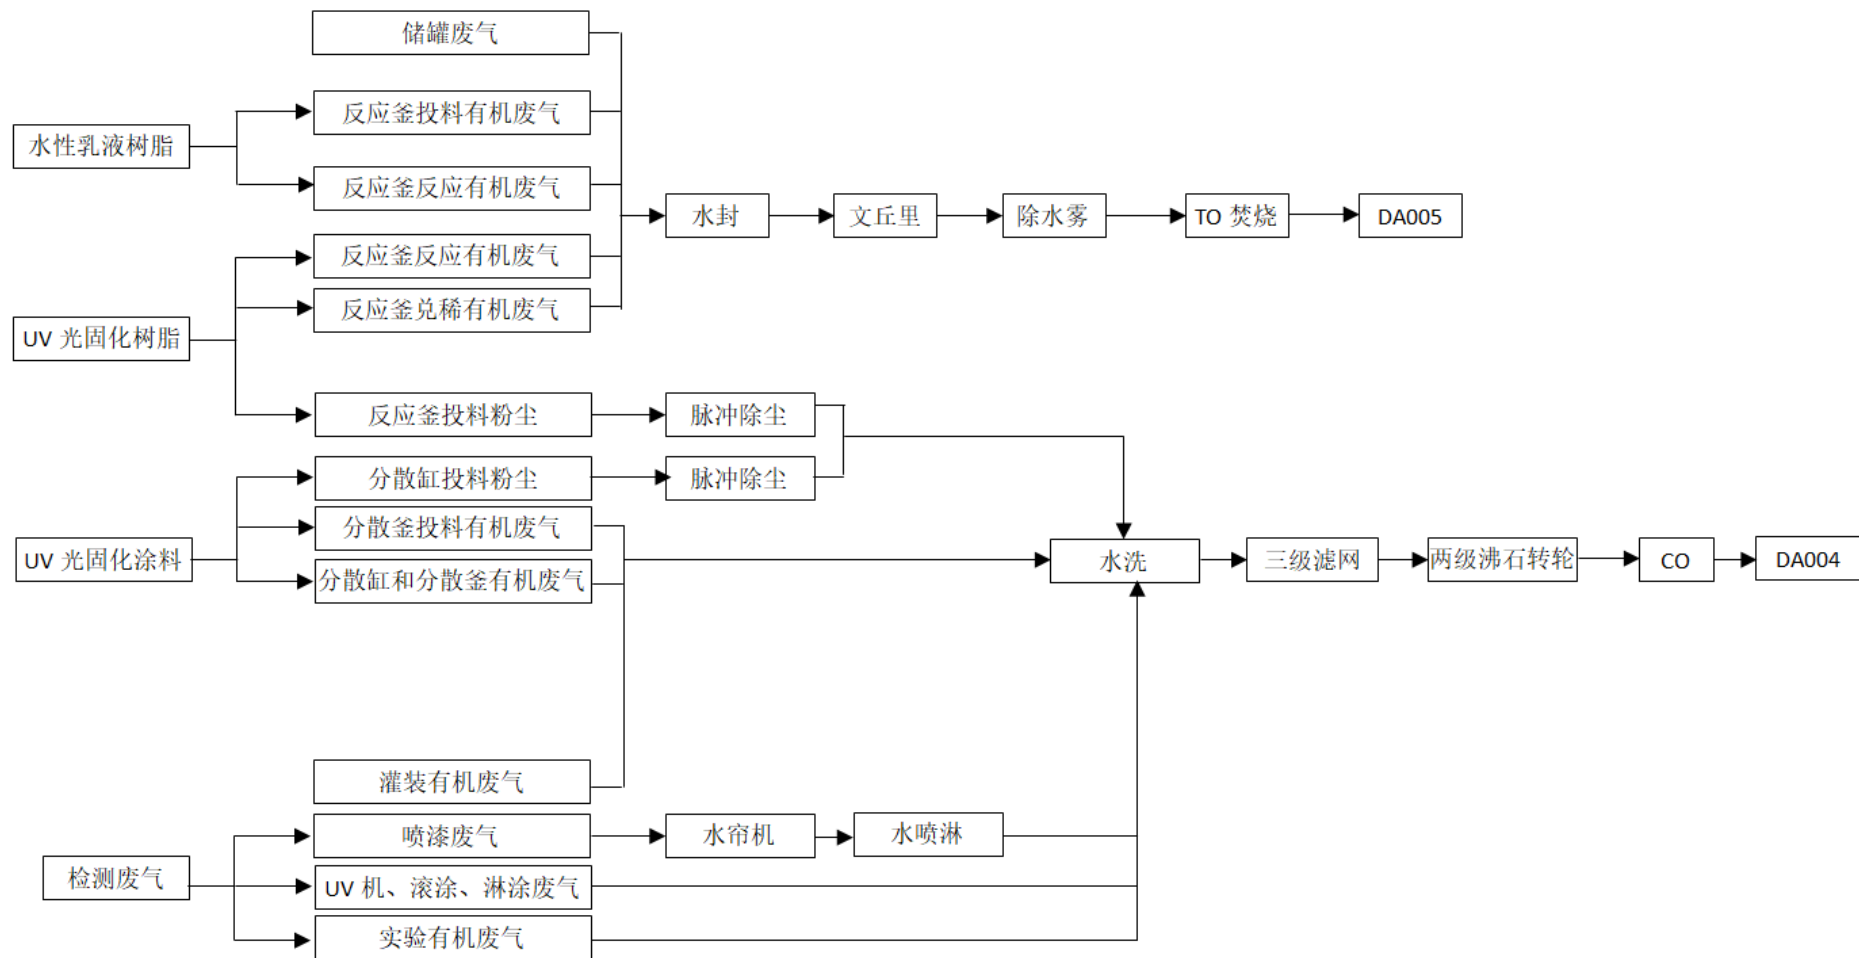 储罐废气
反应釜投料有机废气
水性乳液树脂
反应釜反应有机废气
水封
文丘里
除水雾
TO 焚烧
DA005
反应釜反应有机废气
反应釜兑稀有机废气
UV 光固化树脂
反应釜投料粉尘
脉冲除尘
分散缸投料粉尘
脉冲除尘
分散釜投料有机废气
UV 光固化涂料
分散缸和分散釜有机废气
水洗
三级滤网
两级沸石转轮
CO
DA004
灌装有机废气
喷漆废气
水帘机
水喷淋
检测废气
UV 机、滚涂、淋涂废气
实验有机废气